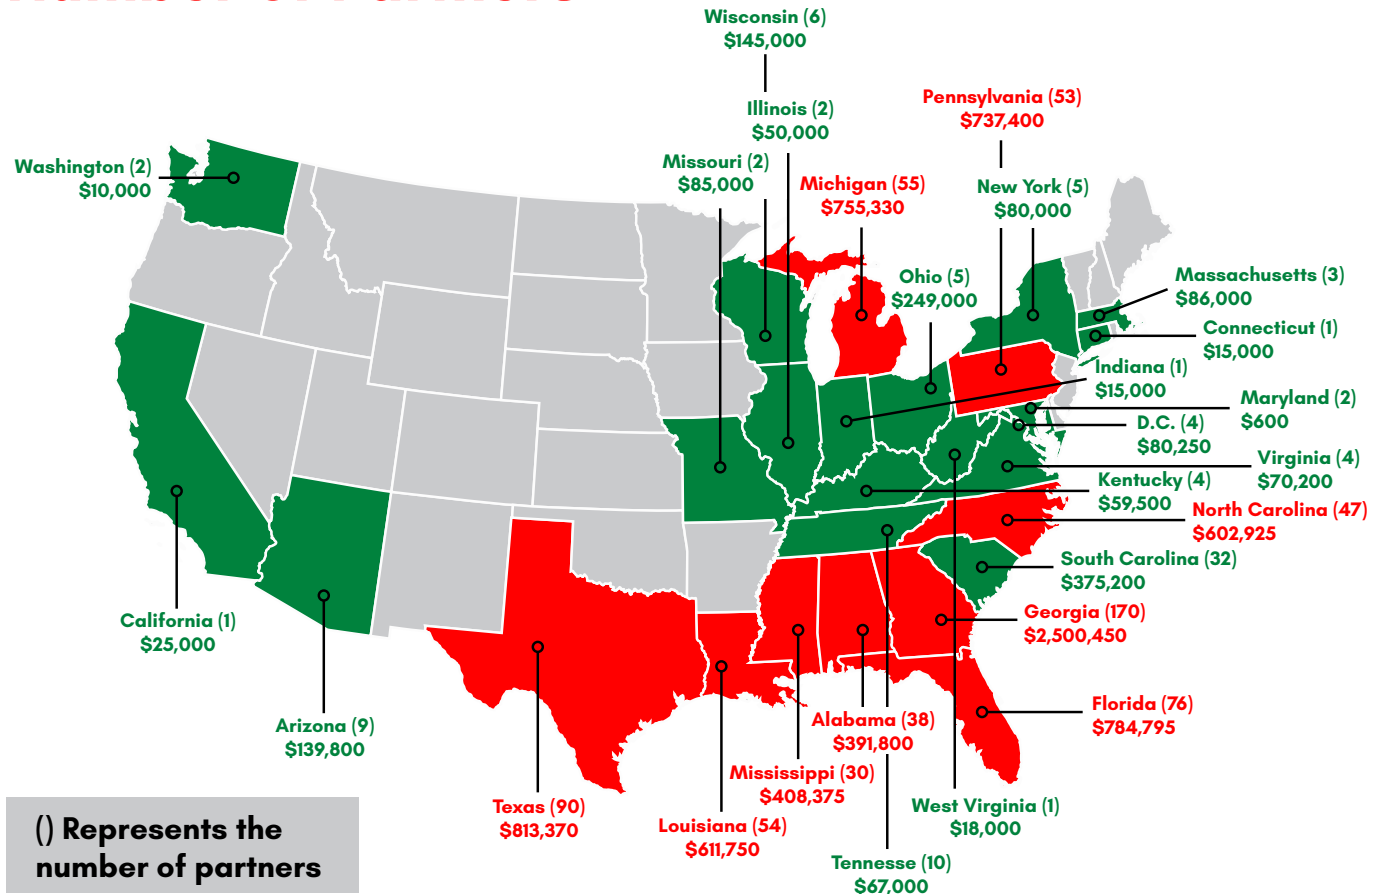 Wisconsin (6)
$145,000
Illinois (2)
$50,000
Pennsylvania (53)
$737,400
Washington (2)
$10,000
Missouri (2)
$85,000
Michigan (55)
$755,330
New York (5)
$80,000
Ohio (5)
$249,000
Massachusetts (3)
$86,000
Connecticut (1)
$15,000
Indiana (1)
$15,000
Maryland (2)
$600
D.C. (4)
$80,250
Virginia (4)
$70,200
Kentucky (4)
$59,500
North Carolina (47)
$602,925
South Carolina (32)
$375,200
Georgia (170)
$2,500,450
California (1)
$25,000
Florida (76)
$784,795
Arizona (9)
$139,800
Alabama (38)
$391,800
Mississippi (30)
$408,375
Texas (90)
$813,370
Louisiana (54)
$611,750
West Virginia (1)
$18,000
Tennesse (10)
$67,000
() Represents the
number of partners